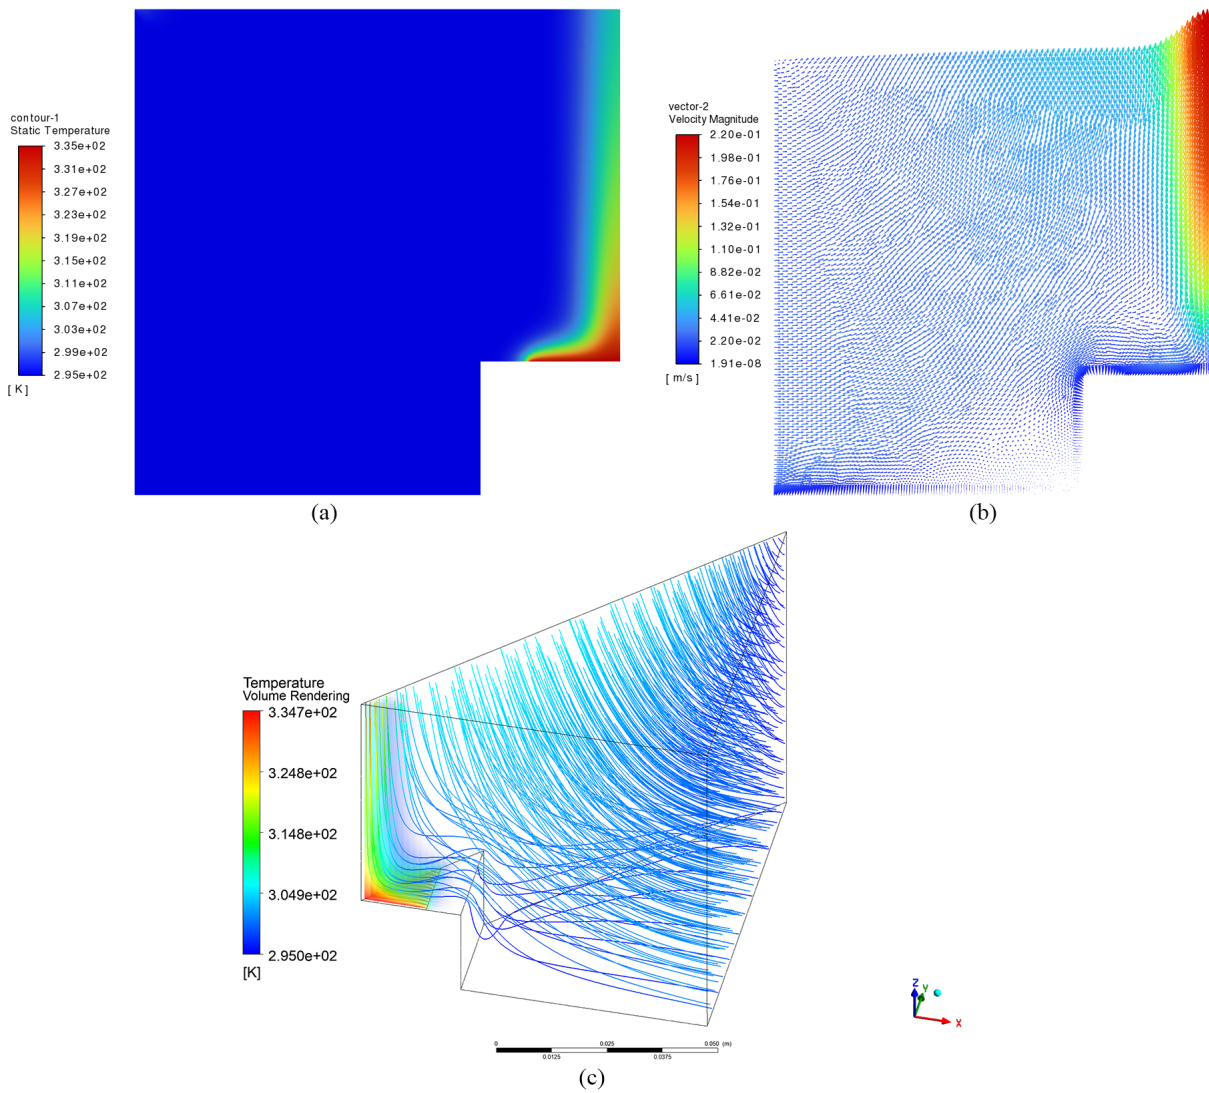 contour-1
Static Temperature
3.35e+02
3.31e+02
3.27e+02
3.23e+02
3.19e+02
3.15e+02
3.11e+02
3.07e+02
3.03e+02
2.99e+02
2.95e+02
[ K ]
(a)
vector-2
Velocity Magnitude
2.20e-01
1.98e-01
1.76e-01
1.54e-01
1.32e-01
1.10e-01
8.82e-02
6.61e-02
4.41e-02
2.20e-02
1.91e-08
[ m/s ]
(b)
Temperature
Volume Rendering
3.347e+02
3.248e+02
3.148e+02
3.049e+02
2.950e+02
[K]
Z
Y
X
0 0.025 0.050 (m)
0.0125 0.0375
(c)